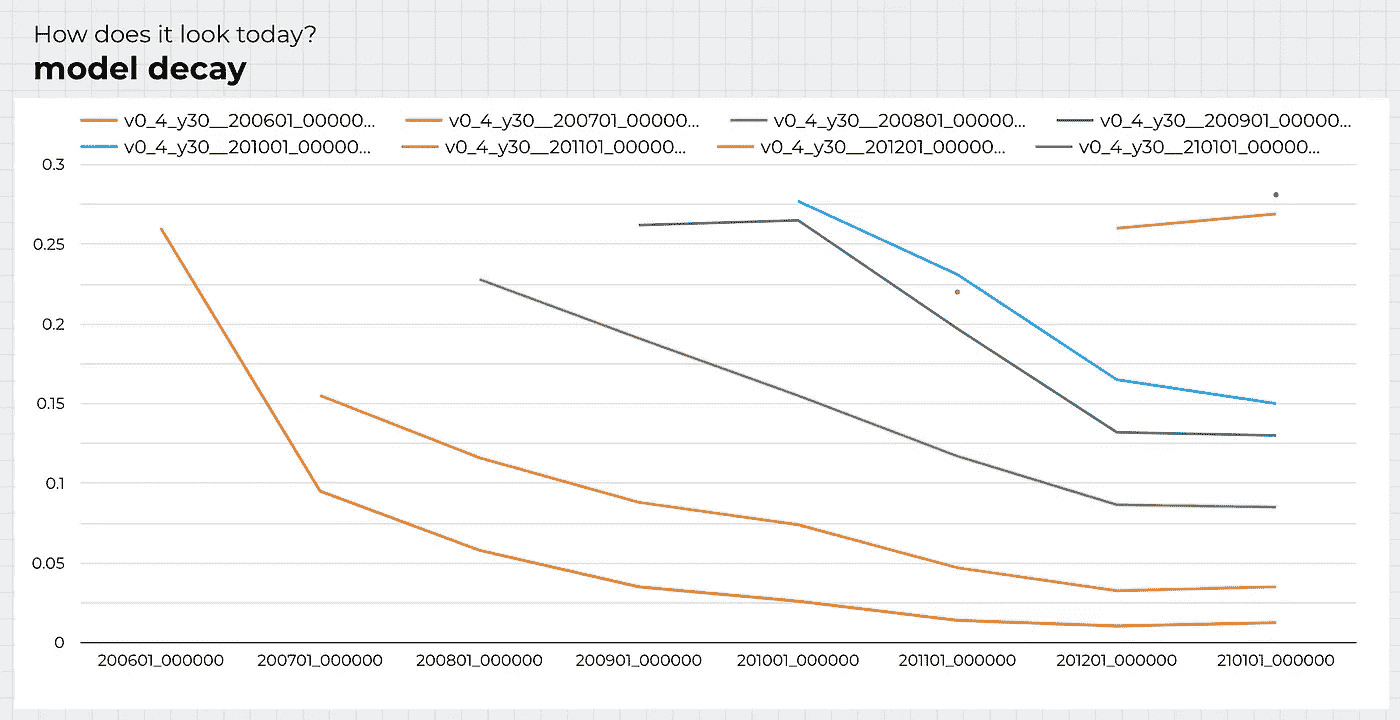 How does it look today?
model decay
v0_4_y30__200601_00000... v0_4_y30__200701_00000... v0_4_y30__200801_00000... v0_4_y30__200901_00000...
v0_4_y30__201001_00000... v0_4_y30__201101_00000... v0_4_y30__201201_00000... v0_4_y30__210101_00000...
0.3
0.25
0.2
0.15
0.1
0.05
0
200601_000000 200701_000000 200801_000000 200901_000000 201001_000000 201101_000000 201201_000000 210101_000000